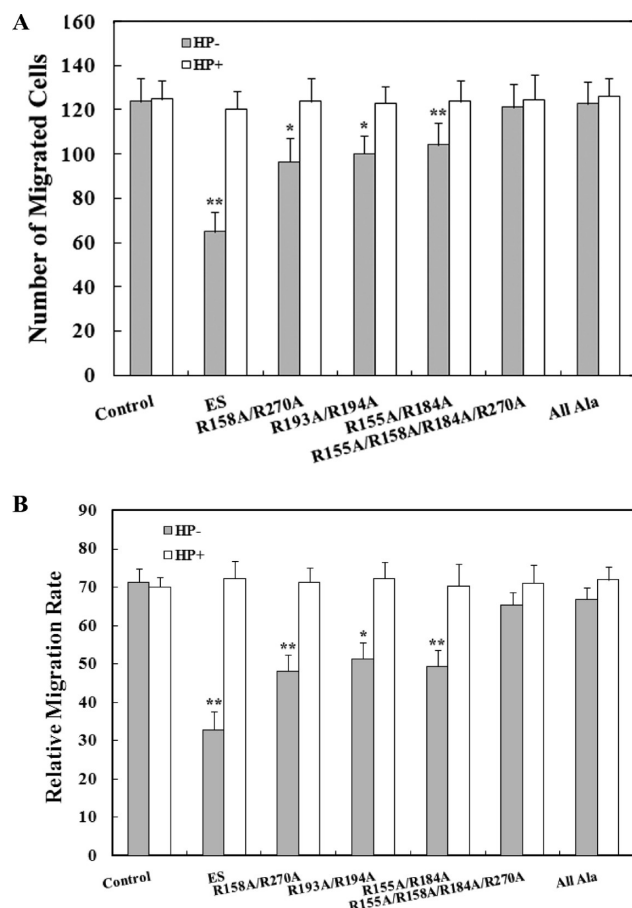 A
160
140
120
100
80
60
40
20
0
Number of Migrated Cells
HP-
HP+
**
*
*
**
Control
ES
R158A/R270A
R193A/R194A
R155A/R184A
R155A/R158A/R184A/R270A
All Ala
B
90
80
70
60
50
40
30
20
10
0
Relative Migration Rate
HP-
HP+
**
**
*
**
Control
ES
R158A/R270A
R193A/R194A
R155A/R184A
R155A/R158A/R184A/R270A
All Ala